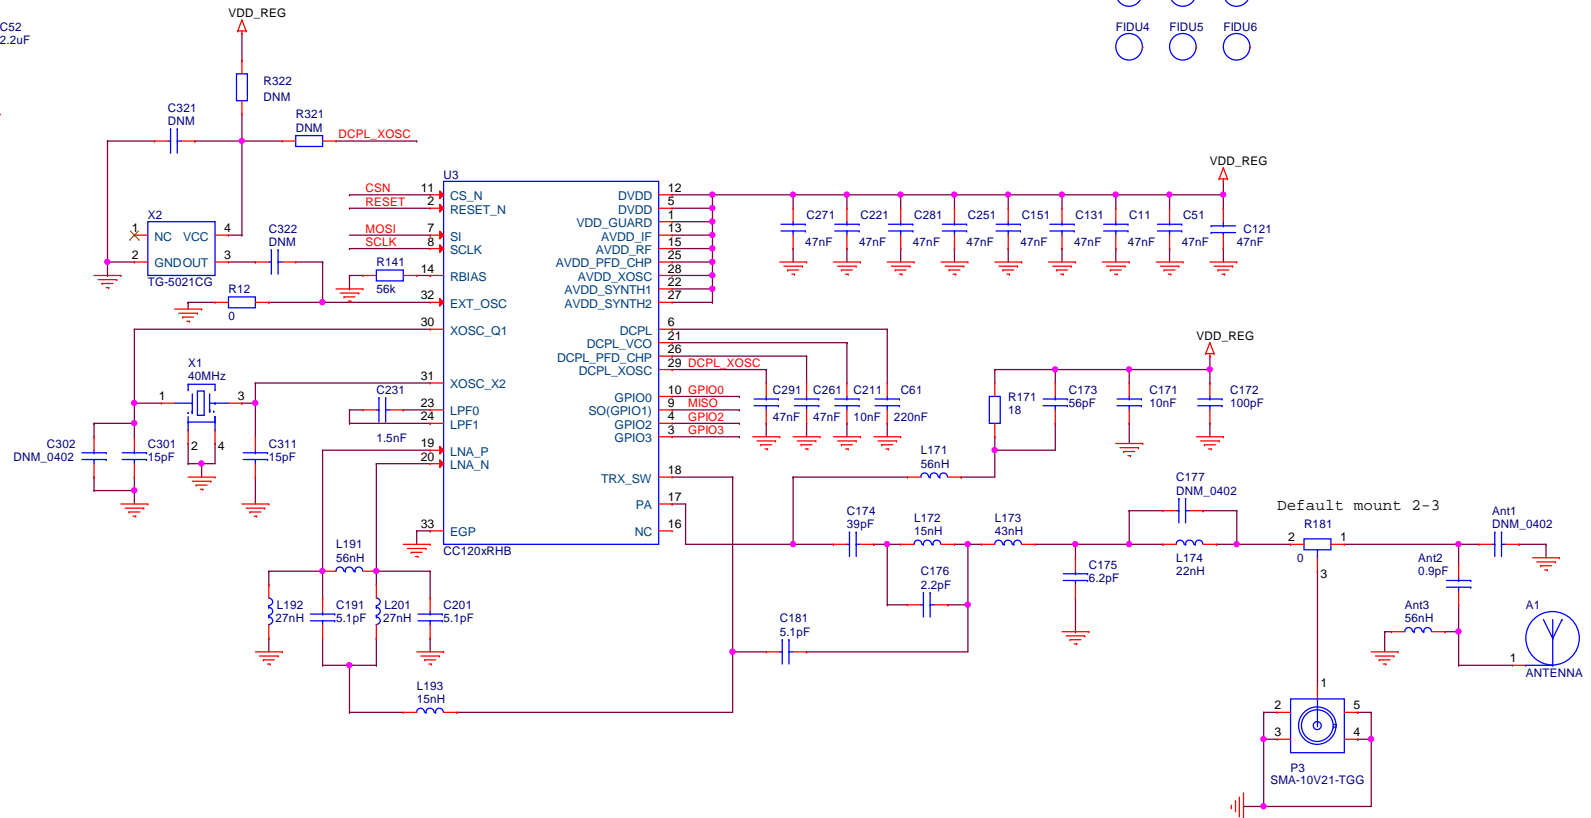 C52
2.2uF
VDD_REG
FIDU4 FIDU5 FIDU6
R322
DNM
C321
DNM
R321
DNM
DCPL_XOSC
X2
1 NC VCC 4
2 GND OUT 3
TG-5021CG
C322
DNM
R12
0
R141
56k
U3
CSN 11 CS_N
RESET 2 RESET_N
MOSI 7 SI
SCLK 8 SCLK
14 RBIAS
32 EXT_OSC
30 XOSC_Q1
31 XOSC_X2
23 LPF0
24 LPF1
19 LNA_P
20 LNA_N
33 EGP
CC120xRHB
DVDD 12
DVDD 5
VDD_GUARD 1
AVDD_IF 13
AVDD_RF 15
AVDD_PFD_CHP 25
AVDD_XOSC 28
AVDD_SYNTH1 22
AVDD_SYNTH2 27
DCPL 6
DCPL_VCO 21
DCPL_PFD_CHP 26
DCPL_XOSC 29 DCPL_XOSC
GPIO0 10 GPIO0
SO(GPIO1) 9 MISO
GPIO2 4 GPIO2
GPIO3 3 GPIO3
TRX_SW 18
PA 17
NC 16
VDD_REG
C271 C221 C281 C251 C151 C131 C11 C51 C121
47nF 47nF 47nF 47nF 47nF 47nF 47nF 47nF 47nF
C291 C261 C211 C61
47nF 47nF 10nF 220nF
VDD_REG
R171
18
C173
56pF
C171
10nF
C172
100pF
L171
56nH
X1
40MHz
1 3
2 4
C302
DNM_0402
C301
15pF
C311
15pF
C231
1.5nF
L191
56nH
L192
27nH
C191
5.1pF
L201
27nH
C201
5.1pF
L193
15nH
C181
5.1pF
C174
39pF
L172
15nH
C176
2.2pF
L173
43nH
C175
6.2pF
C177
DNM_0402
L174
22nH
Default mount 2-3
R181
2 1
0
3
Ant1
DNM_0402
Ant2
0.9pF
Ant3
56nH
A1
1
ANTENNA
1
2 5
3 4
P3
SMA-10V21-TGG